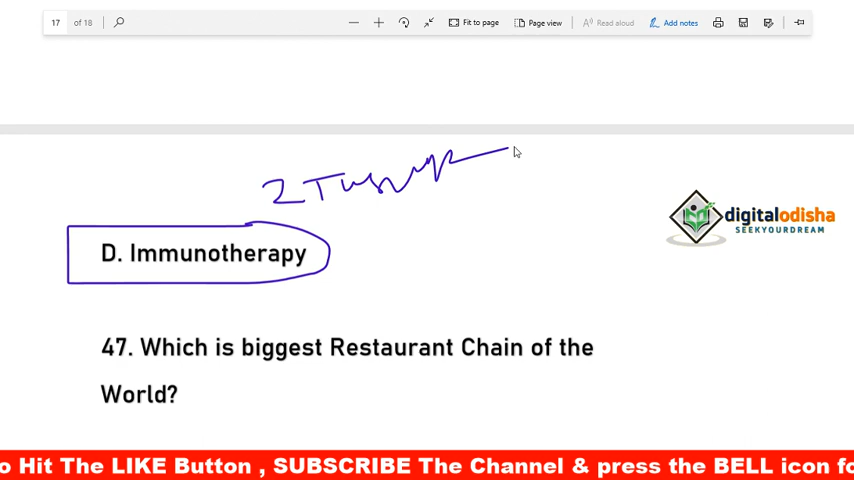 17 of 18 Fit to page Page view Read aloud Add notes
digitalodisha
SEEKYOURDREAM
D. Immunotherapy
47. Which is biggest Restaurant Chain of the
World?
o Hit The LIKE Button , SUBSCRIBE The Channel & press the BELL icon fo